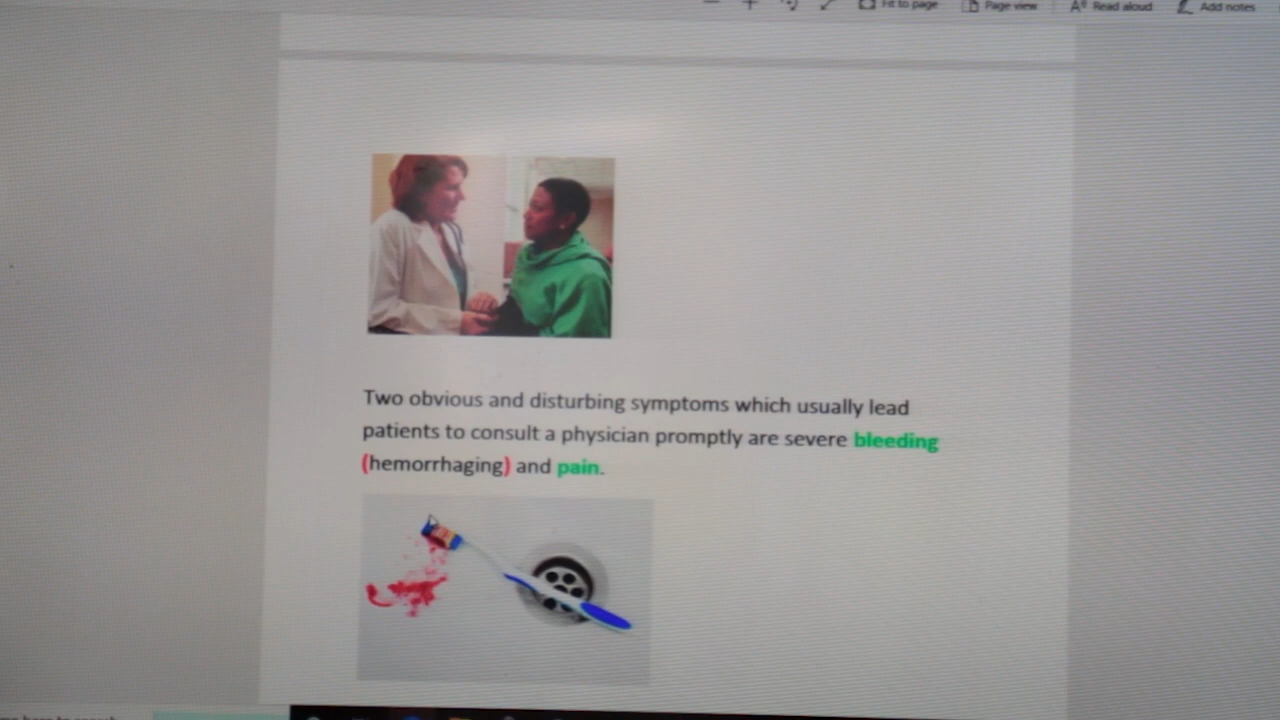 Fit to page
Page view
Read aloud
Add notes
Two obvious and disturbing symptoms which usually lead
patients to consult a physician promptly are severe bleeding
(hemorrhaging) and pain.